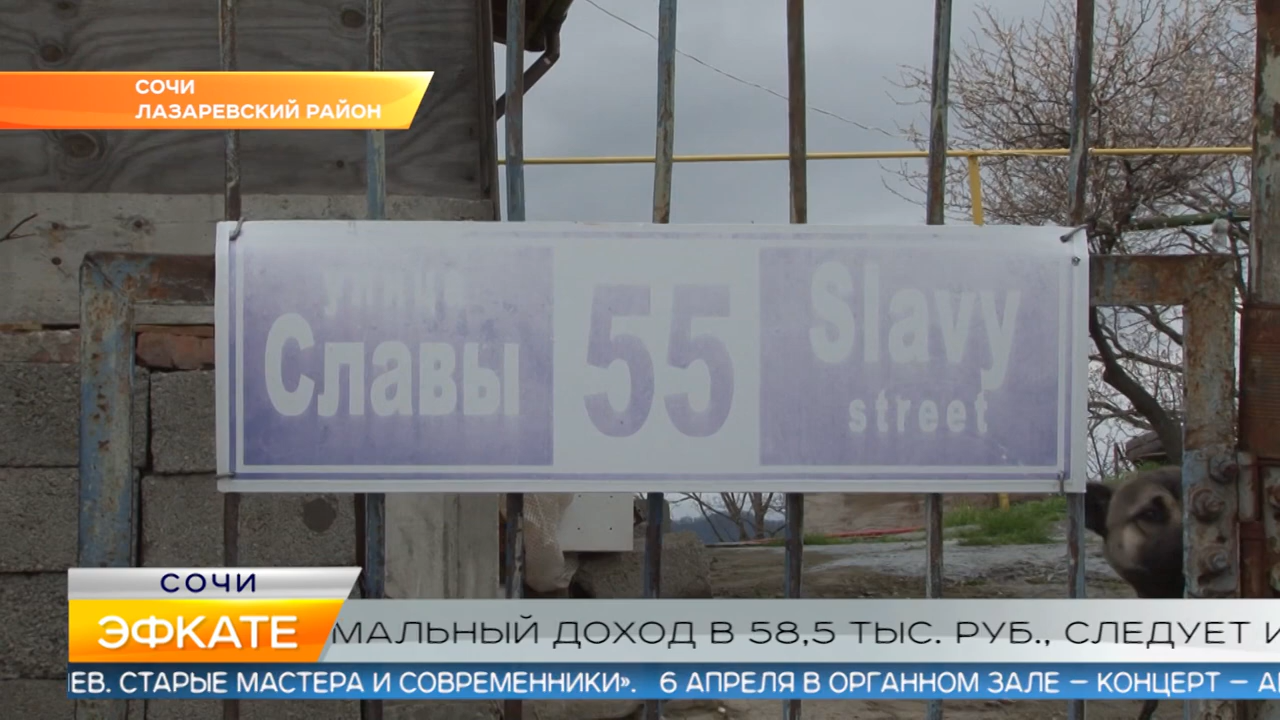 СОЧИ
ЛАЗАРЕВСКИЙ РАЙОН
улица
Славы
55
Slavy
street
СОЧИ
ЭФКАТЕ
МАЛЬНЫЙ ДОХОД В 58,5 ТЫС. РУБ., СЛЕДУЕТ И
ЕВ. СТАРЫЕ МАСТЕРА И СОВРЕМЕННИКИ». 6 АПРЕЛЯ В ОРГАННОМ ЗАЛЕ – КОНЦЕРТ –